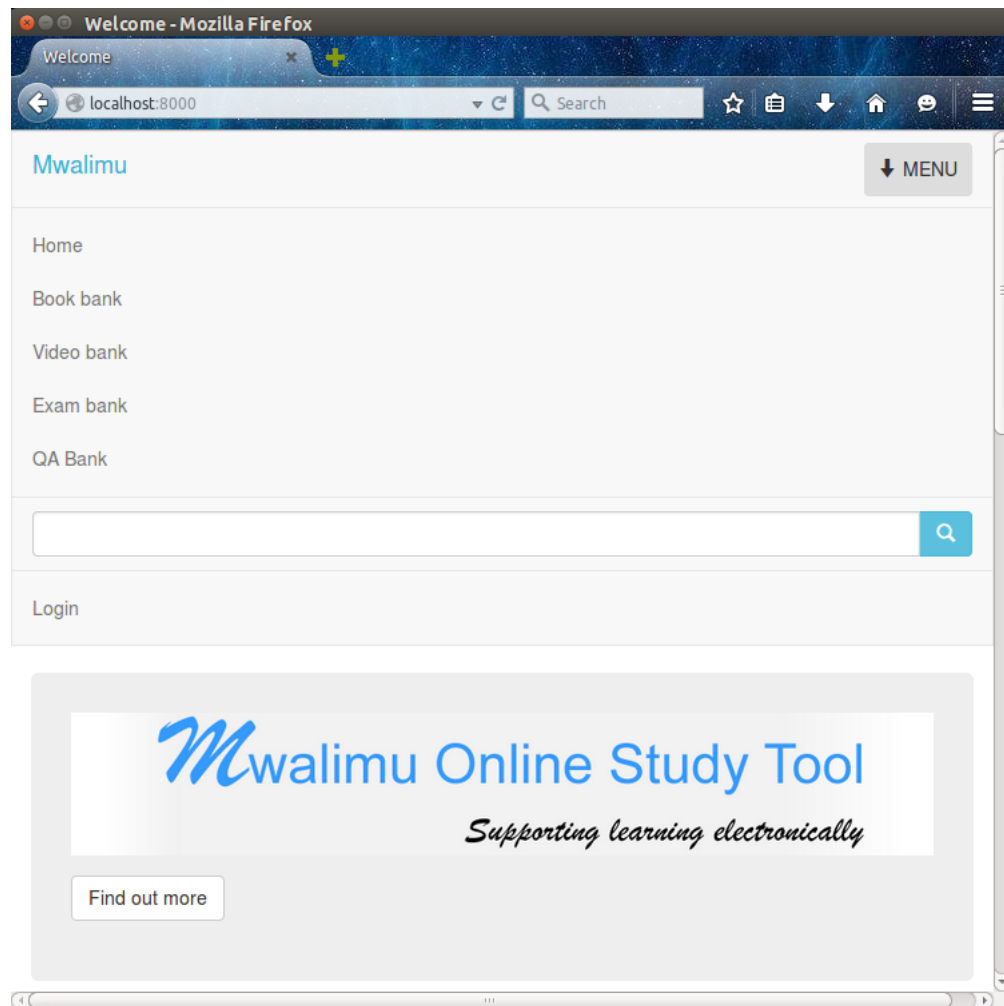 Welcome - Mozilla Firefox
Welcome
localhost:8000
Search
Mwalimu
MENU
Home
Book bank
Video bank
Exam bank
QA Bank
Login
Mwalimu Online Study Tool
Supporting learning electronically
Find out more